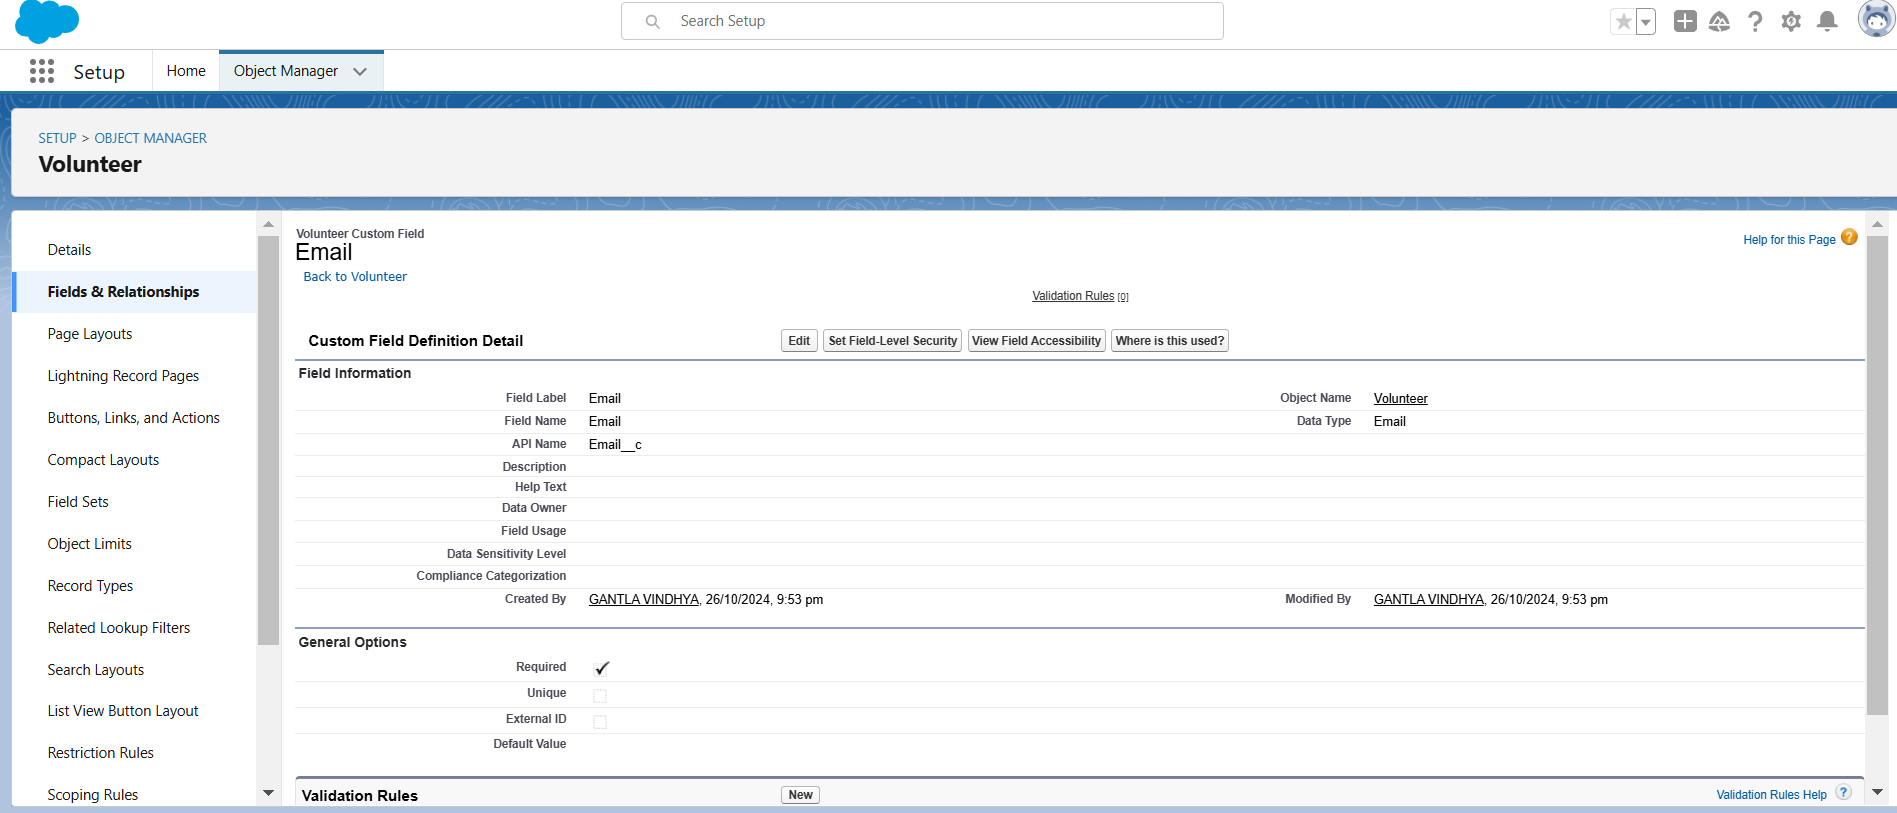 Search Setup
Setup
Home
Object Manager
SETUP > OBJECT MANAGER
Volunteer
Details
Fields & Relationships
Page Layouts
Lightning Record Pages
Buttons, Links, and Actions
Compact Layouts
Field Sets
Object Limits
Record Types
Related Lookup Filters
Search Layouts
List View Button Layout
Restriction Rules
Scoping Rules
Volunteer Custom Field
Email
Back to Volunteer
Help for this Page ?
Validation Rules [0]
Custom Field Definition Detail
Edit
Set Field-Level Security
View Field Accessibility
Where is this used?
Field Information
Field Label Email Object Name Volunteer
Field Name Email Data Type Email
API Name Email__c
Description
Help Text
Data Owner
Field Usage
Data Sensitivity Level
Compliance Categorization
Created By GANTLA VINDHYA, 26/10/2024, 9:53 pm Modified By GANTLA VINDHYA, 26/10/2024, 9:53 pm
General Options
Required
Unique
External ID
Default Value
Validation Rules New Validation Rules Help ?